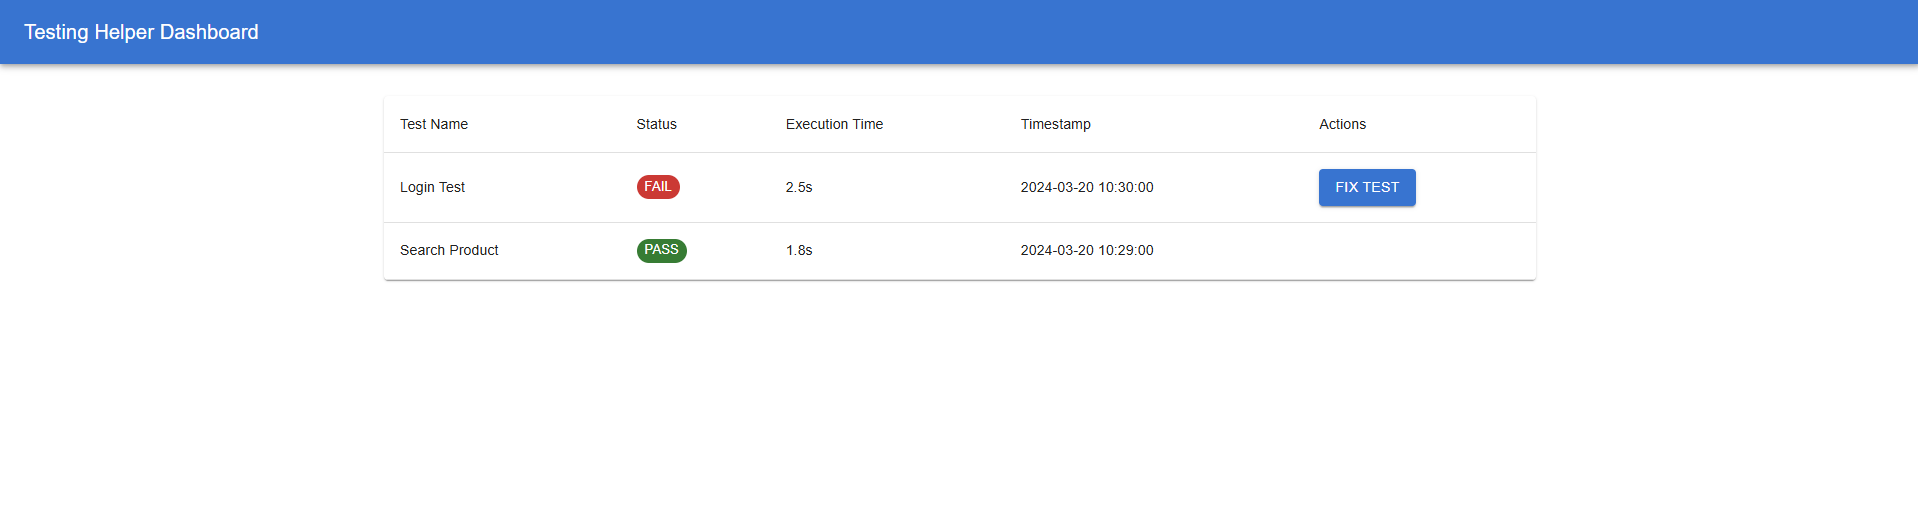 Testing Helper Dashboard
Test Name Status Execution Time Timestamp Actions
Login Test FAIL 2.5s 2024-03-20 10:30:00 FIX TEST
Search Product PASS 1.8s 2024-03-20 10:29:00